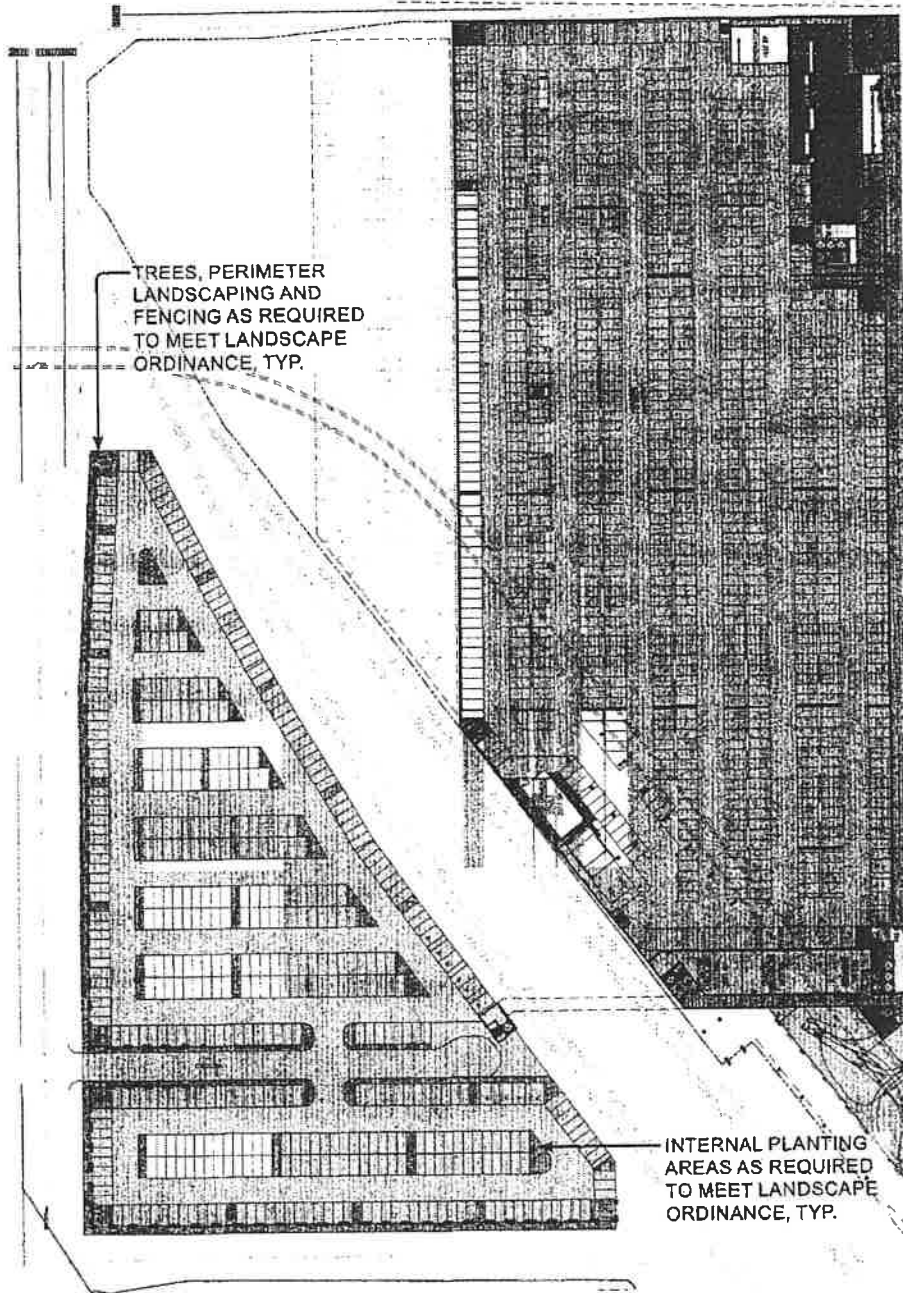 TREES, PERIMETER
LANDSCAPING AND
FENCING AS REQUIRED
TO MEET LANDSCAPE
ORDINANCE, TYP.
INTERNAL PLANTING
AREAS AS REQUIRED
TO MEET LANDSCAPE
ORDINANCE, TYP.